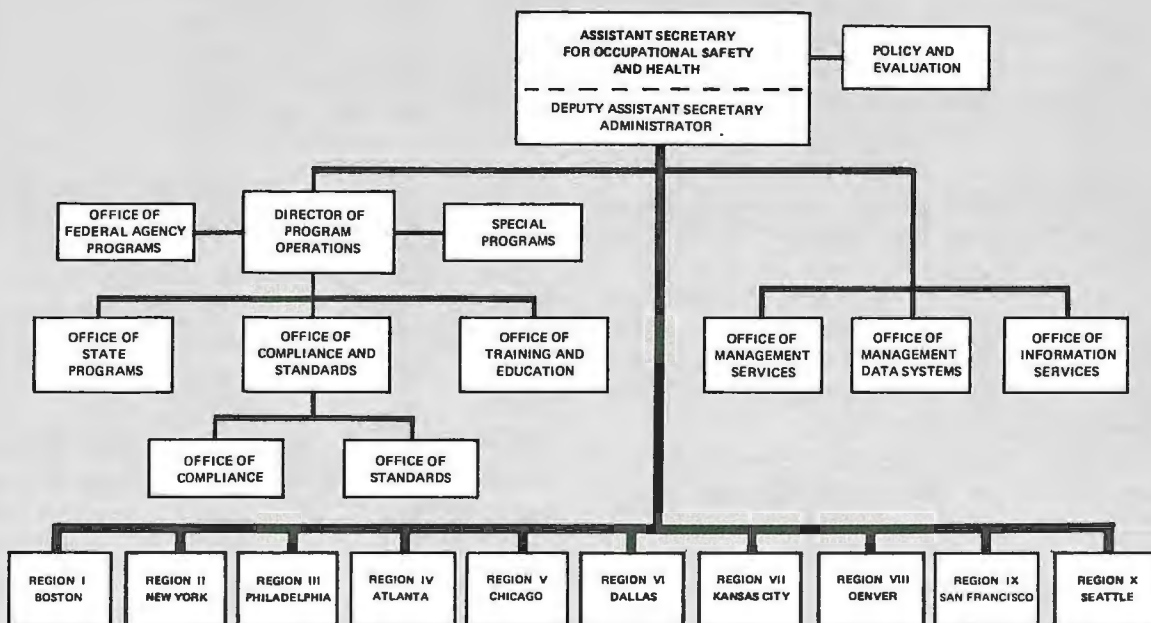 ASSISTANT SECRETARY
FOR OCCUPATIONAL SAFETY
AND HEALTH
DEPUTY ASSISTANT SECRETARY
ADMINISTRATOR
POLICY AND
EVALUATION
OFFICE OF
FEDERAL AGENCY
PROGRAMS
DIRECTOR OF
PROGRAM
OPERATIONS
SPECIAL
PROGRAMS
OFFICE OF
STATE
PROGRAMS
OFFICE OF
COMPLIANCE AND
STANDARDS
OFFICE OF
TRAINING AND
EDUCATION
OFFICE OF
MANAGEMENT
SERVICES
OFFICE OF
MANAGEMENT
DATA SYSTEMS
OFFICE OF
INFORMATION
SERVICES
OFFICE OF
COMPLIANCE
OFFICE OF
STANDARDS
REGION I
BOSTON
REGION II
NEW YORK
REGION III
PHILADELPHIA
REGION IV
ATLANTA
REGION V
CHICAGO
REGION VI
DALLAS
REGION VII
KANSAS CITY
REGION VIII
OENVER
REGION IX
SAN FRANCISCO
REGION X
SEATTLE